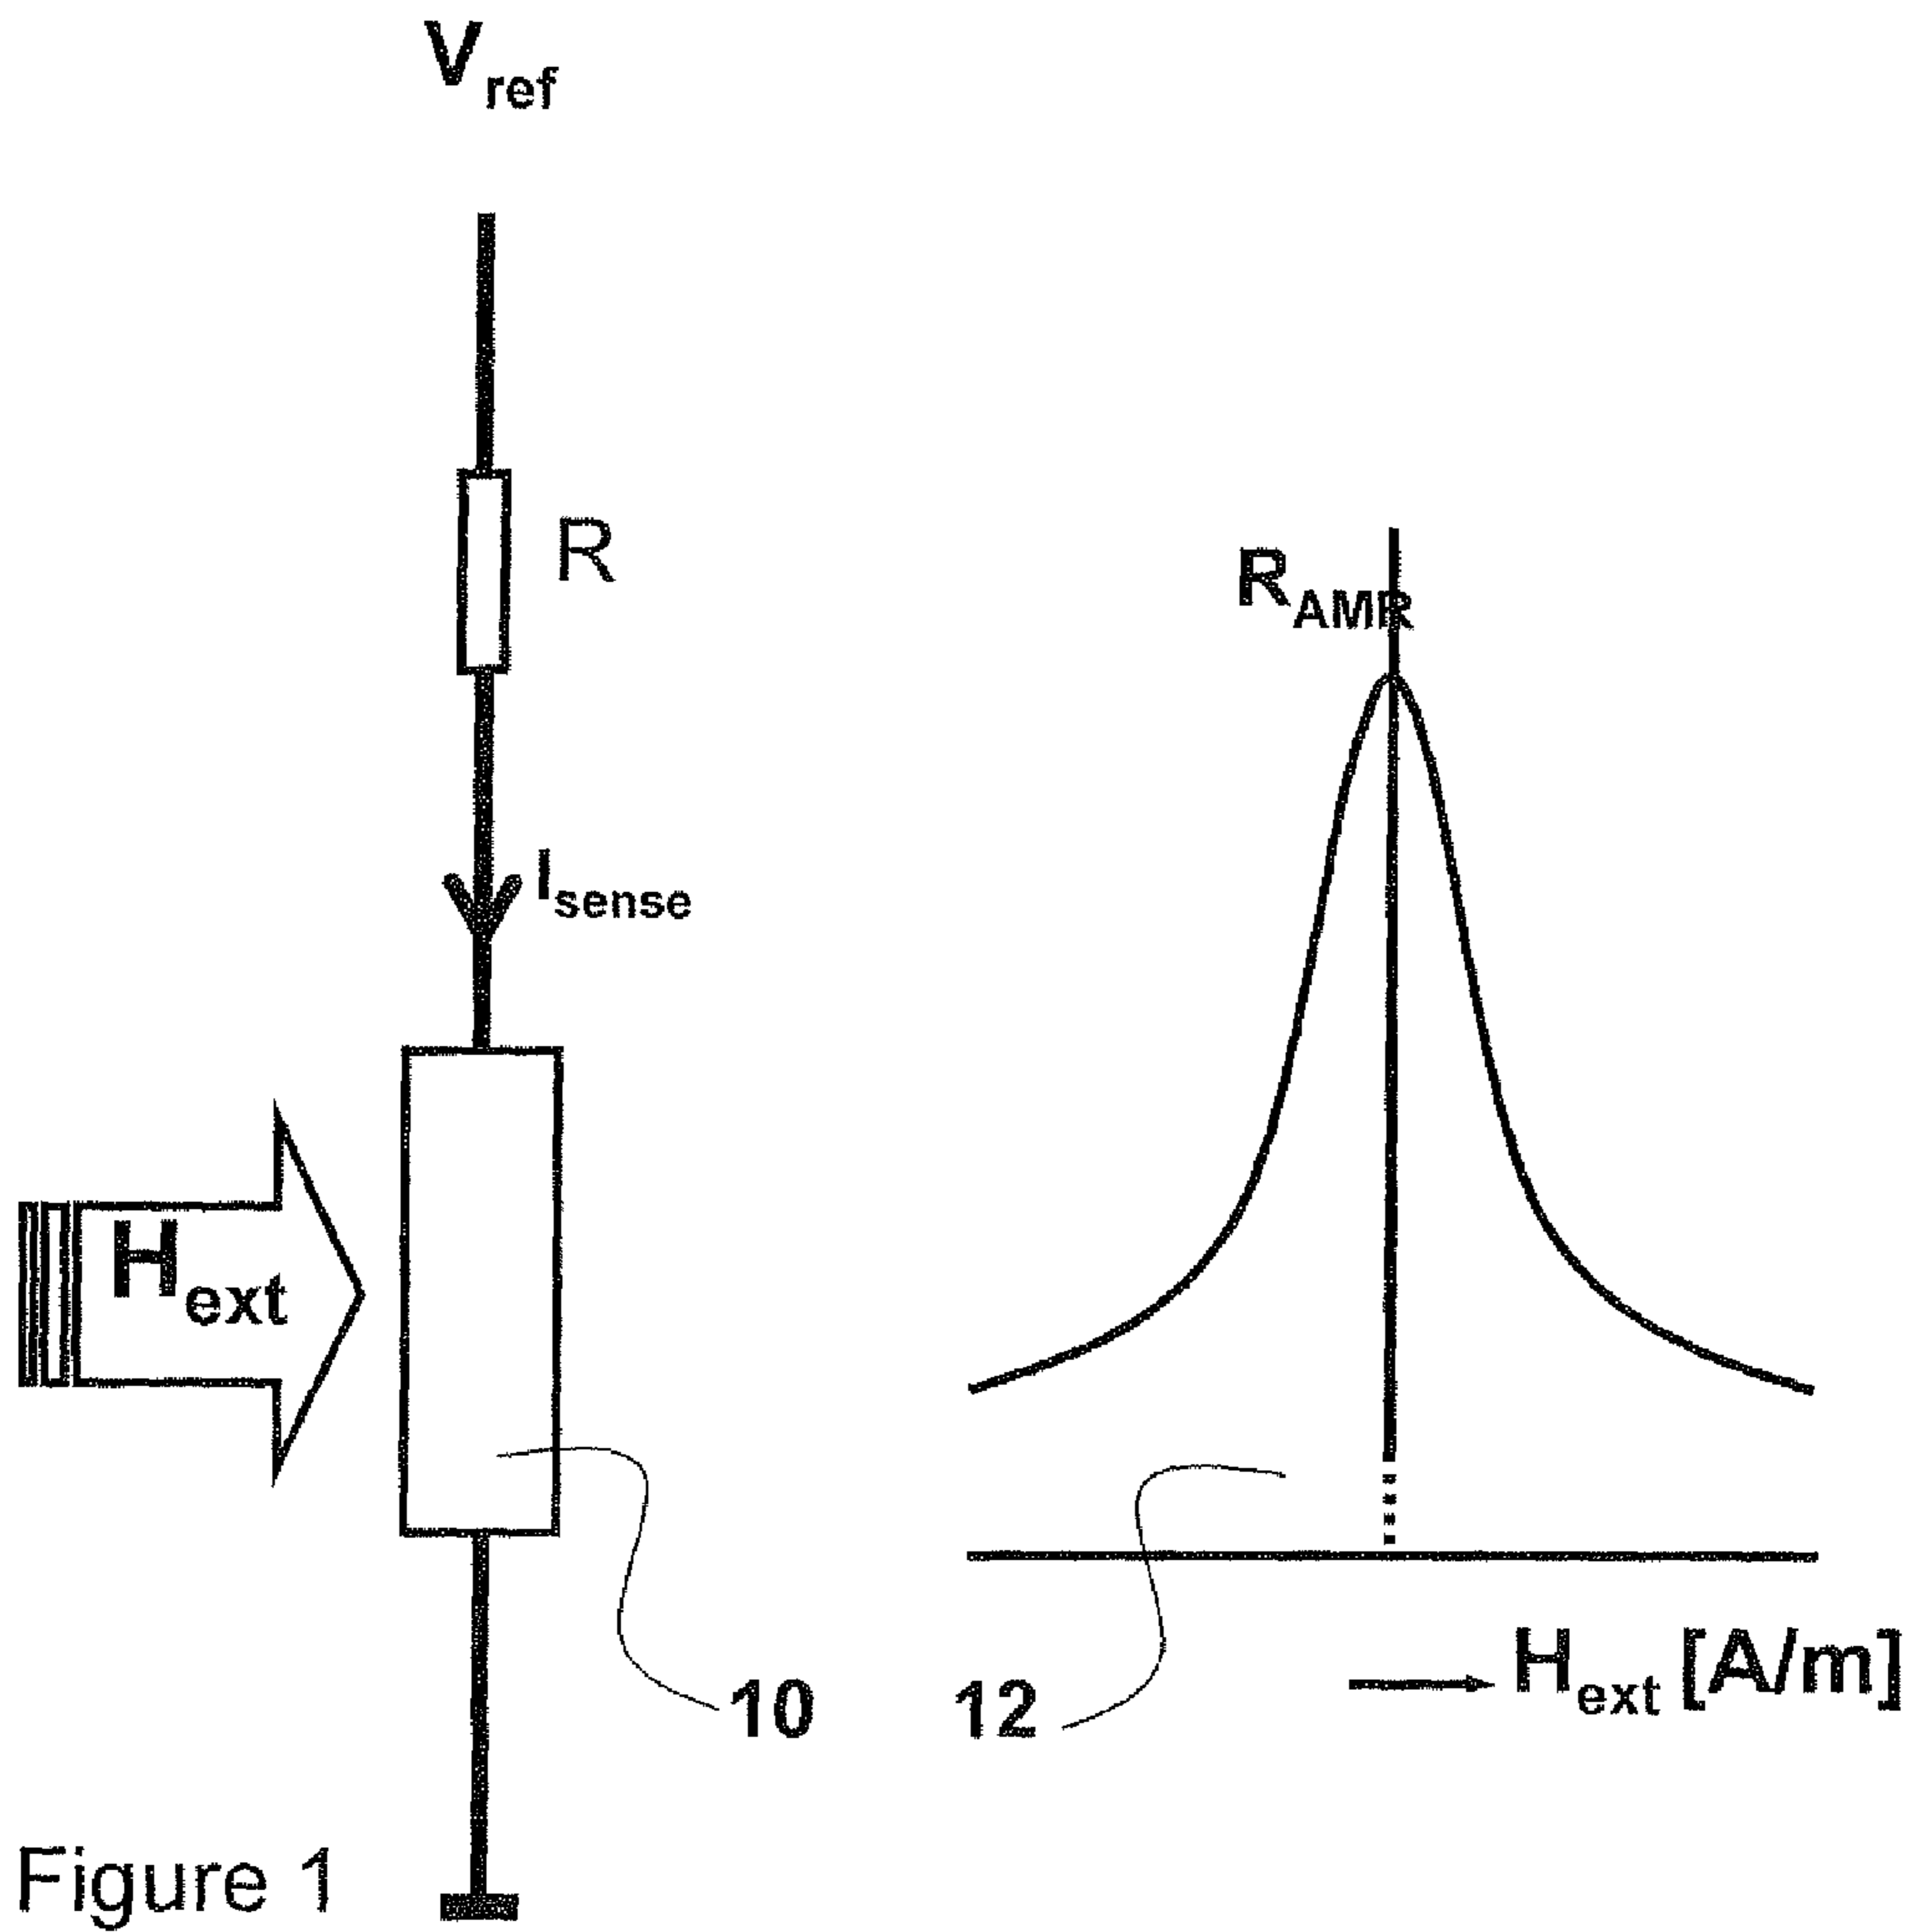 V_ref
R
R_AMR
I_sense
H_ext
10
12
H_ext [A/m]
Figure 1